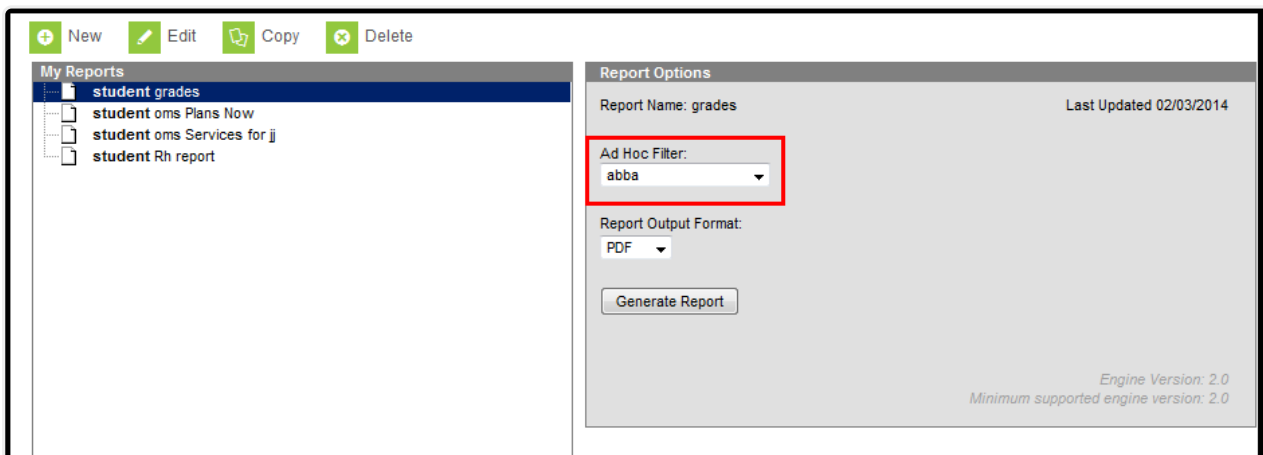 New Edit Copy Delete
My Reports
student grades
student oms Plans Now
student oms Services for jj
student Rh report
Report Options
Report Name: grades Last Updated 02/03/2014
Ad Hoc Filter:
abba
Report Output Format:
PDF
Generate Report
Engine Version: 2.0
Minimum supported engine version: 2.0